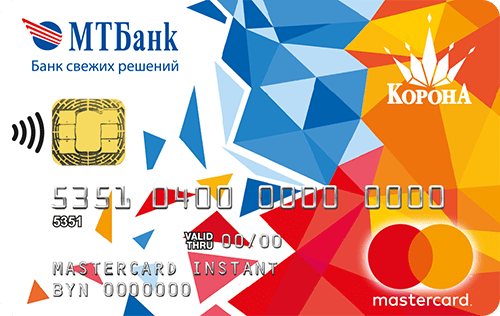 МТБанк
Банк свежих решений
КОРОНА
5351 0400 0000 0000
5351
VALID THRU 00/00
MASTERCARD INSTANT
BYN 0000000
mastercard.